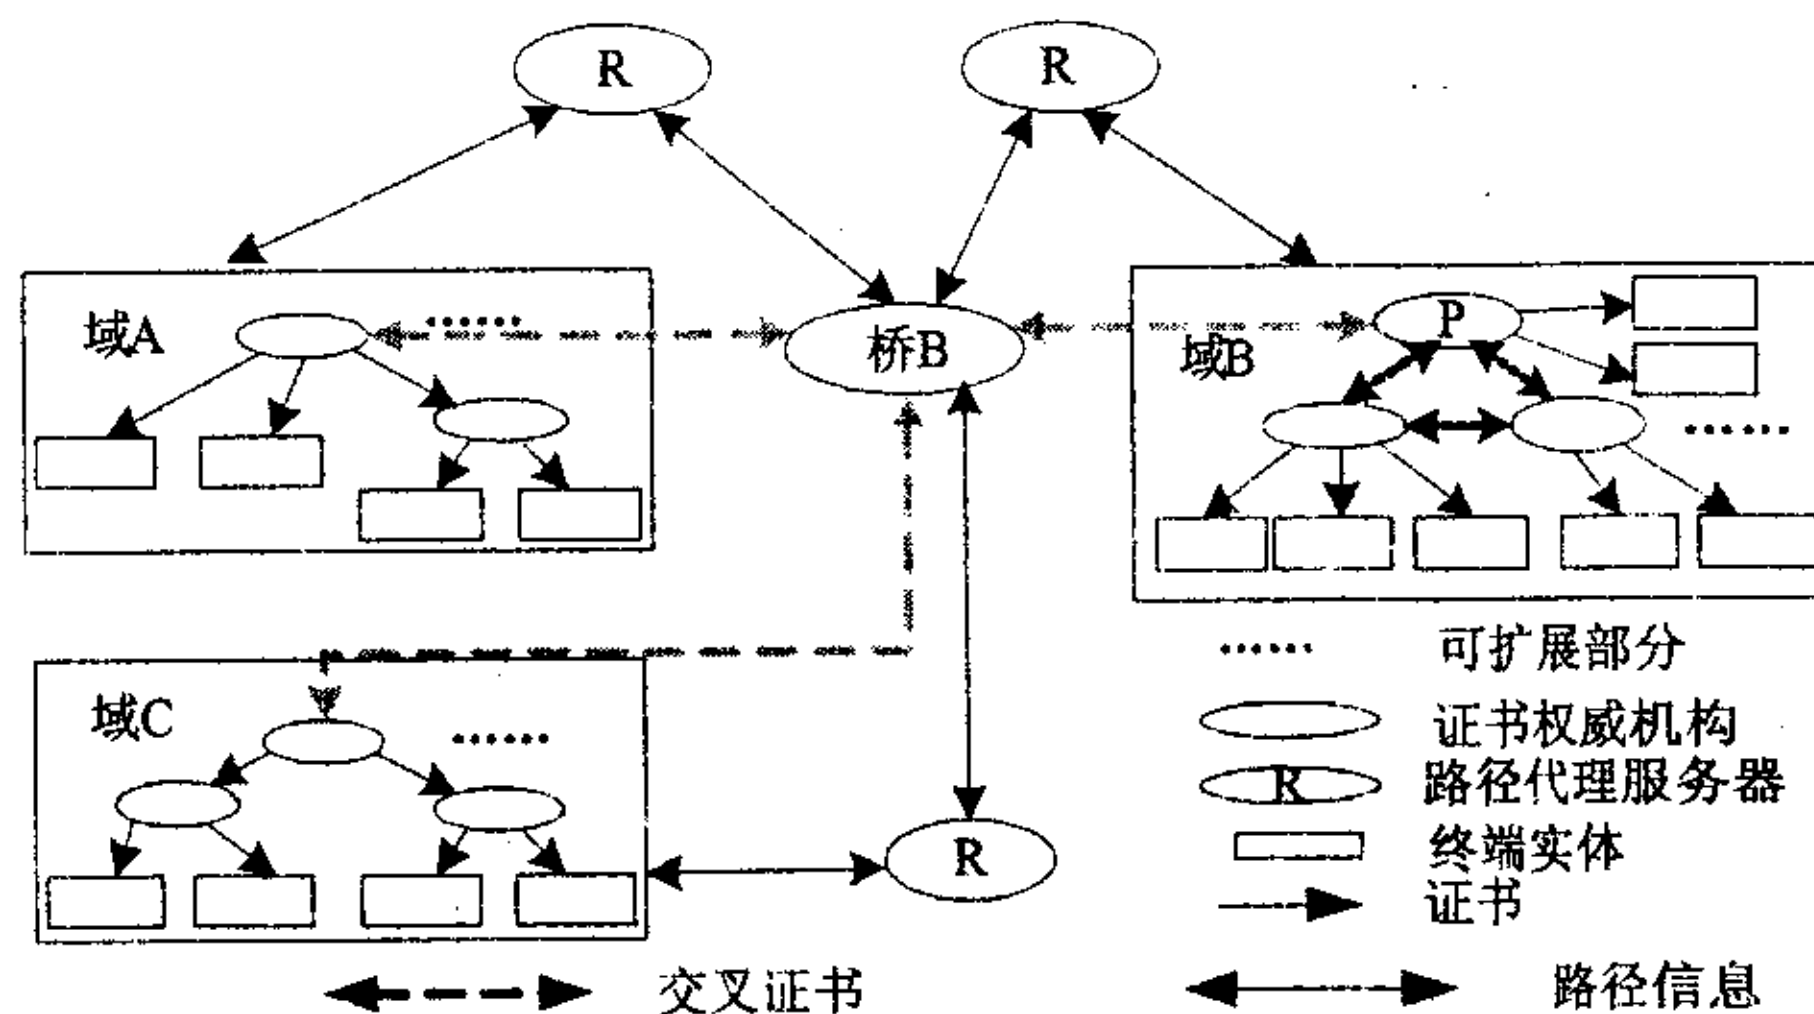 R
R
域A
桥B
域B
P
域C
R
可扩展部分
证书权威机构
R 路径代理服务器
终端实体
证书
交叉证书
路径信息